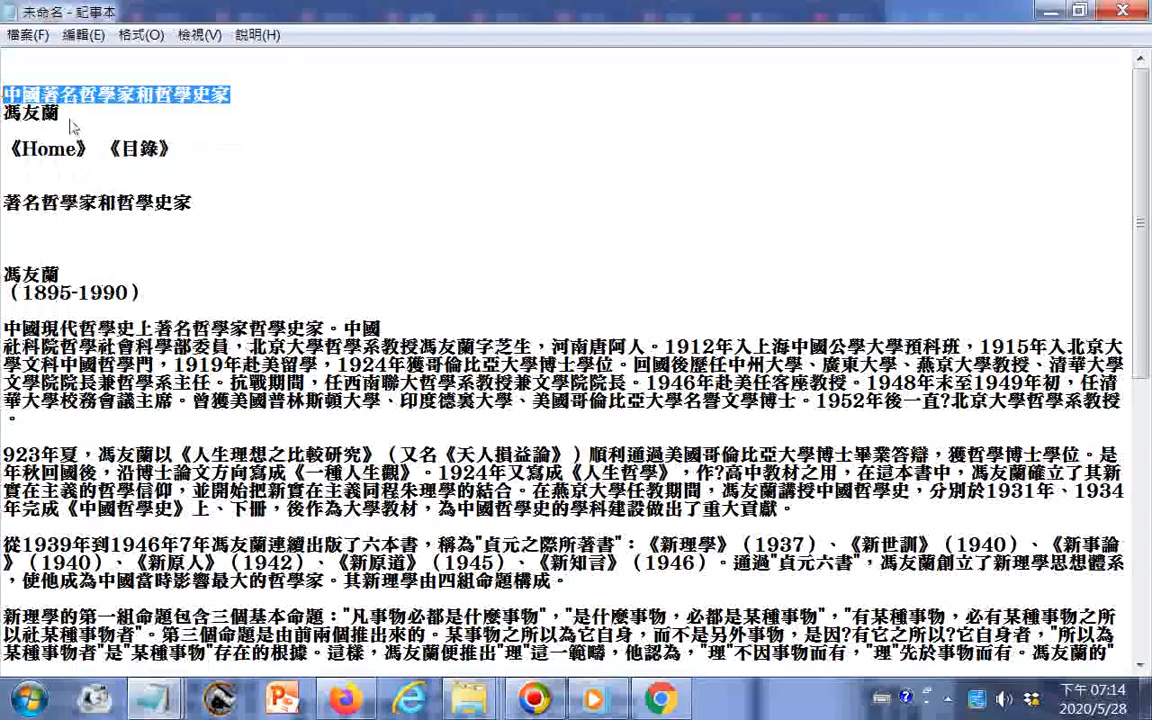 未命名 - 記事本
檔案(F) 編輯(E) 格式(O) 檢視(V) 說明(H)
中國著名哲學家和哲學史家
馮友蘭
《Home》 《目錄》
著名哲學家和哲學史家
馮友蘭
（1895-1990）
中國現代哲學史上著名哲學家哲學史家。中國
社科院哲學社會科學部委員，北京大學哲學系教授馮友蘭字芝生，河南唐阿人。1912年入上海中國公學大學預科班，1915年入北京大
學文科中國哲學門，1919年赴美留學，1924年獲哥倫比亞大學博士學位。回國後歷任中州大學、廣東大學、燕京大學教授、清華大學
文學院院長兼哲學系主任。抗戰期間，任西南聯大哲學系教授兼文學院院長。1946年赴美任客座教授。1948年末至1949年初，任清
華大學校務會議主席。曾獲美國普林斯頓大學、印度德裏大學、美國哥倫比亞大學名譽文學博士。1952年後一直?北京大學哲學系教授
。
923年夏，馮友蘭以《人生理想之比較研究》（又名《天人損益論》）順利通過美國哥倫比亞大學博士畢業答辯，獲哲學博士學位。是
年秋回國後，沿博士論文方向寫成《一種人生觀》。1924年又寫成《人生哲學》，作?高中教材之用，在這本書中，馮友蘭確立了其新
實在主義的哲學信仰，並開始把新實在主義同程朱理學的結合。在燕京大學任教期間，馮友蘭講授中國哲學史，分別於1931年、1934
年完成《中國哲學史》上、下冊，後作為大學教材，為中國哲學史的學科建設做出了重大貢獻。
從1939年到1946年7年馮友蘭連續出版了六本書，稱為"貞元之際所著書"：《新理學》（1937）、《新世訓》（1940）、《新事論
》（1940）、《新原人》（1942）、《新原道》（1945）、《新知言》（1946）。通過"貞元六書"，馮友蘭創立了新理學思想體系
，使他成為中國當時影響最大的哲學家。其新理學由四組命題構成。
新理學的第一組命題包含三個基本命題："凡事物必都是什麼事物"，"是什麼事物，必都是某種事物"，"有某種事物，必有某種事物之所
以社某種事物者"。第三個命題是由前兩個推出來的。某事物之所以為它自身，而不是另外事物，是因?有它之所以?它自身者，"所以為
某種事物者"是"某種事物"存在的根據。這樣，馮友蘭便推出"理"這一範疇，他認為，"理"不因事物而有，"理"先於事物而有。馮友蘭的"
下午 07:14
2020/5/28